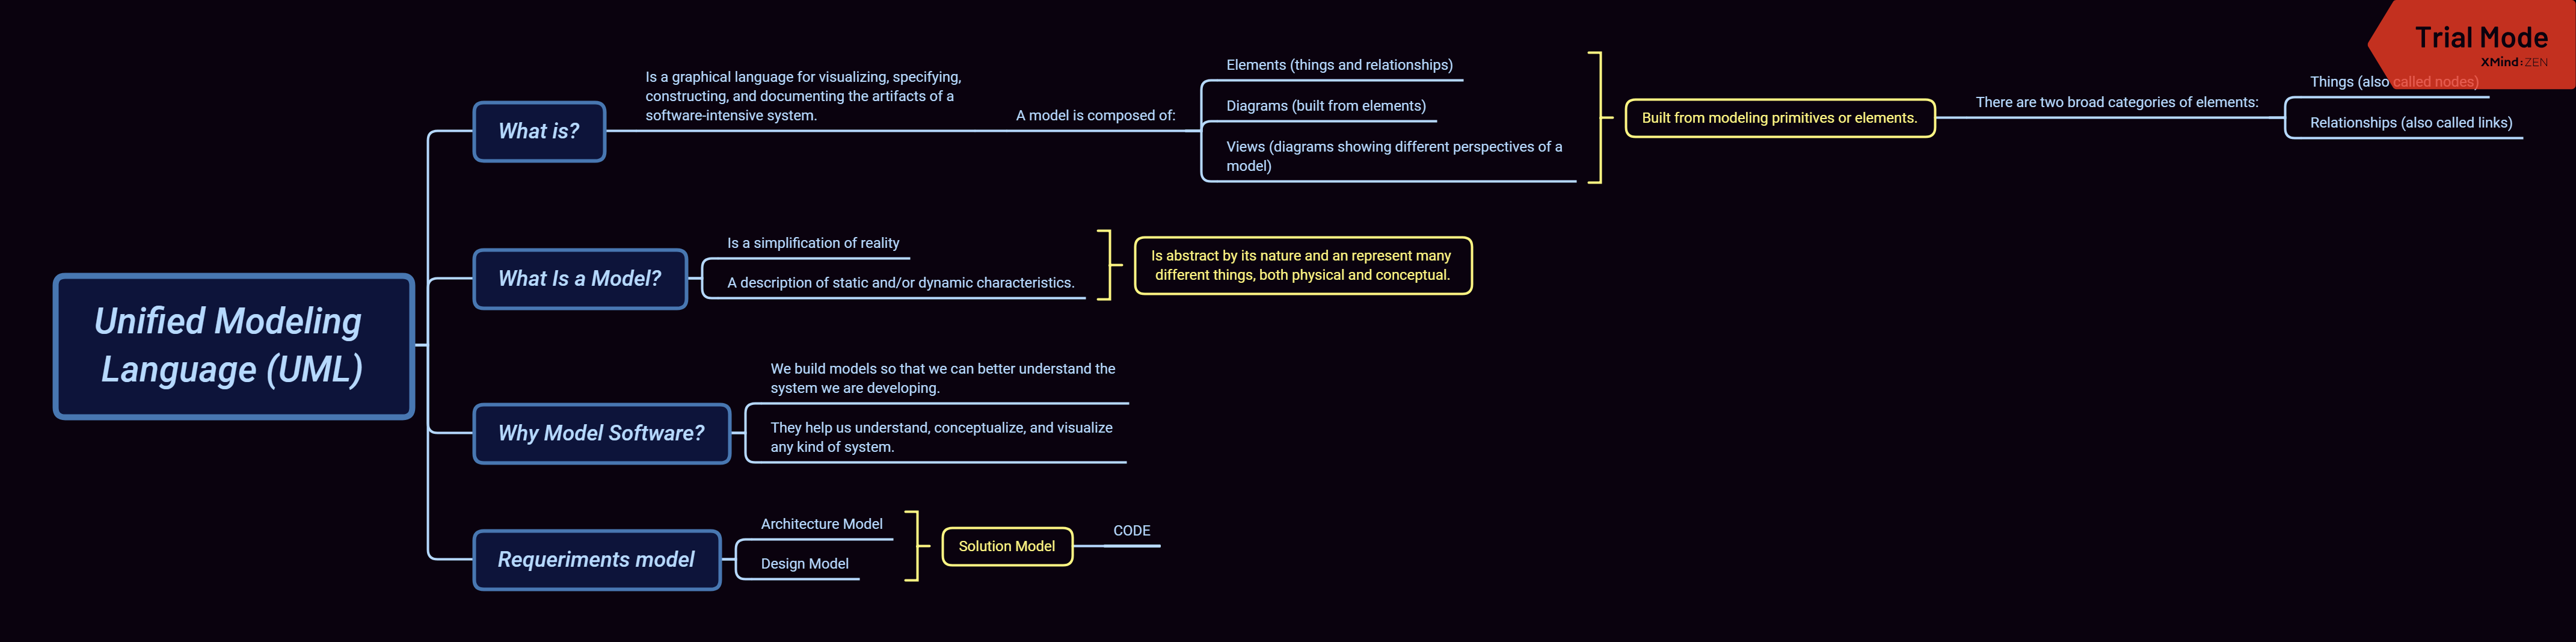 Trial Mode
XMind:ZEN
Unified Modeling
Language (UML)
What is?
Is a graphical language for visualizing, specifying,
constructing, and documenting the artifacts of a
software-intensive system.
A model is composed of:
Elements (things and relationships)
Diagrams (built from elements)
Views (diagrams showing different perspectives of a
model)
Built from modeling primitives or elements.
There are two broad categories of elements:
Things (also called nodes)
Relationships (also called links)
What Is a Model?
Is a simplification of reality
A description of static and/or dynamic characteristics.
Is abstract by its nature and an represent many
different things, both physical and conceptual.
Why Model Software?
We build models so that we can better understand the
system we are developing.
They help us understand, conceptualize, and visualize
any kind of system.
Requeriments model
Architecture Model
Design Model
Solution Model
CODE